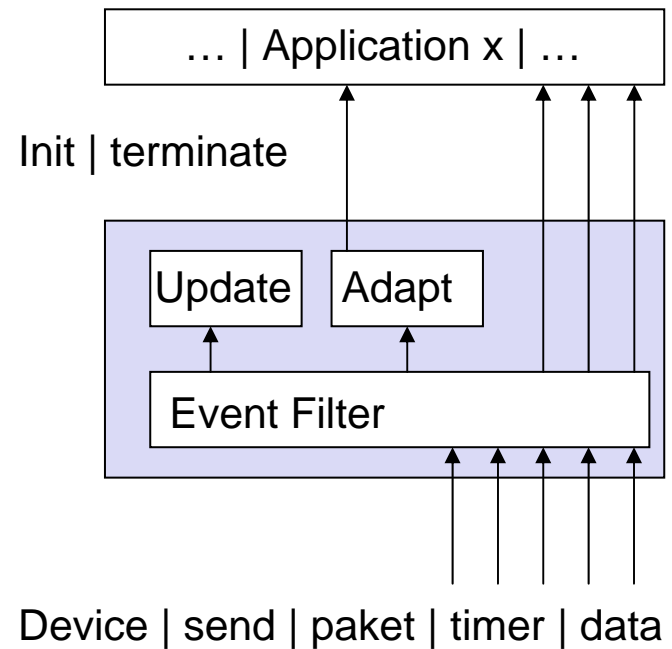 … | Application x | …
Init | terminate
Update
Adapt
Event Filter
Device | send | paket | timer | data